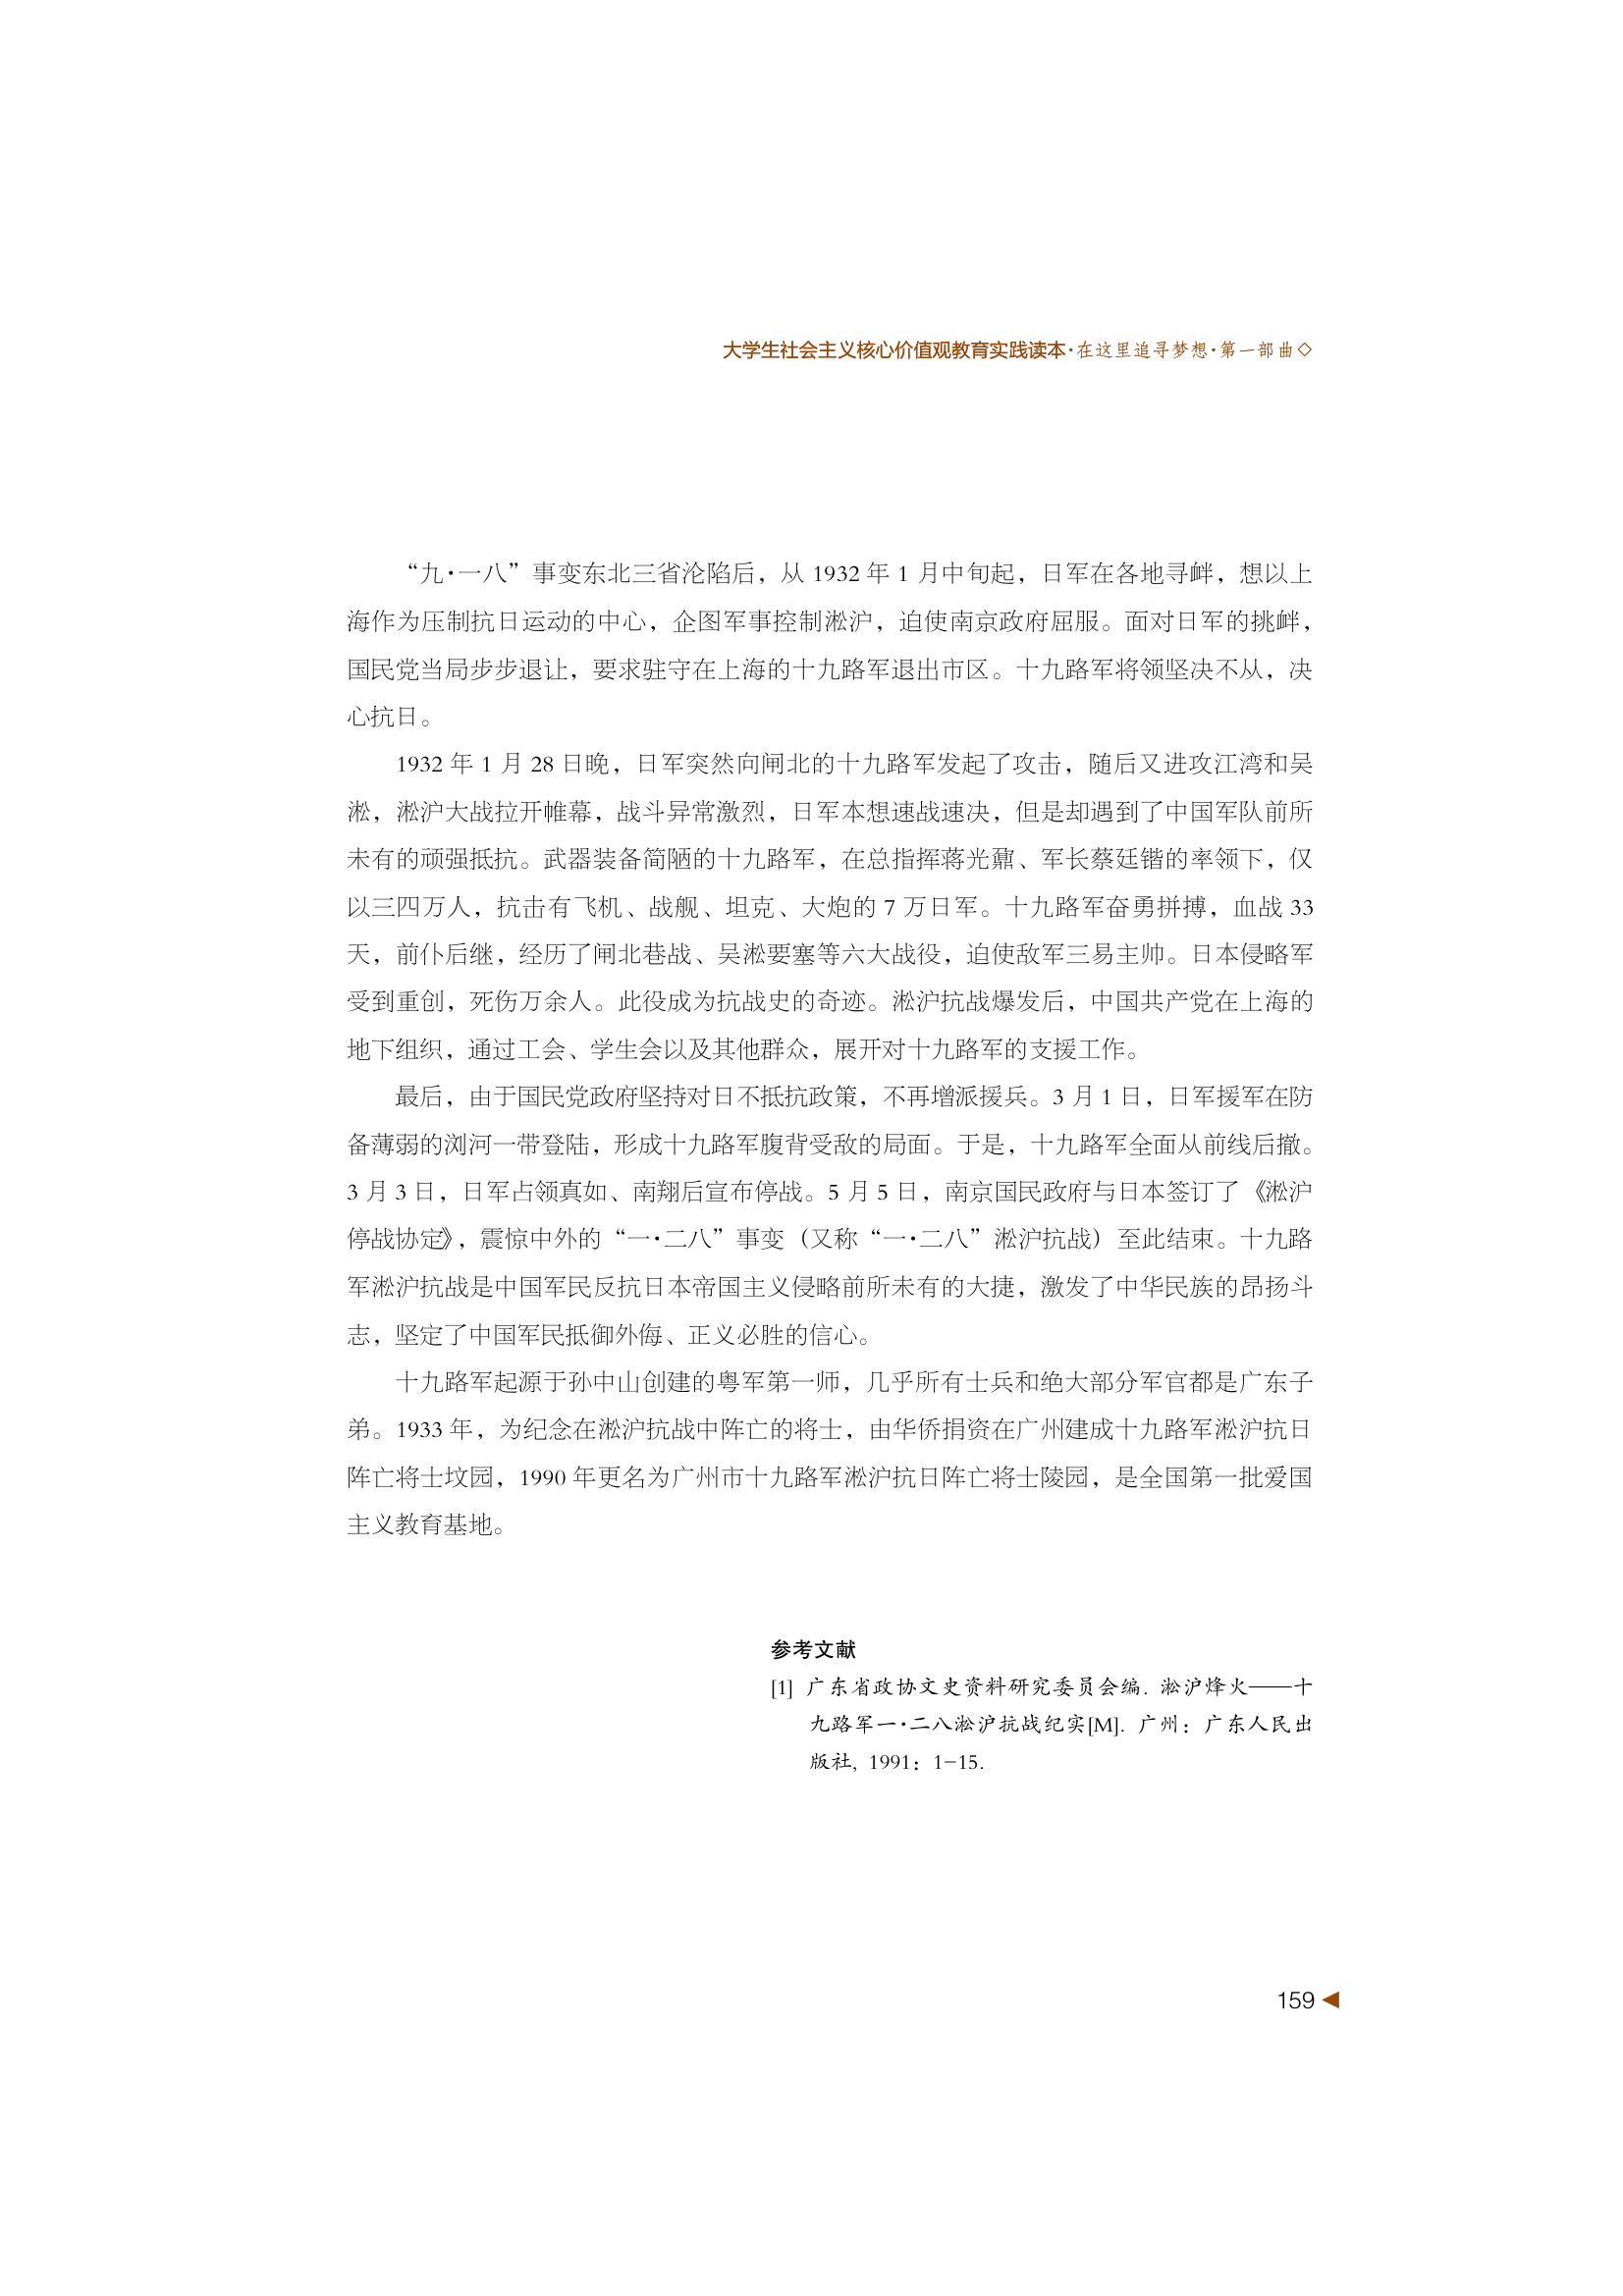 大学生社会主义核心价值观教育实践读本·在这里追寻梦想·第一部曲◇
“九·一八”事变东北三省沦陷后，从 1932 年 1 月中旬起，日军在各地寻衅，想以上
海作为压制抗日运动的中心，企图军事控制淞沪，迫使南京政府屈服。面对日军的挑衅，
国民党当局步步退让，要求驻守在上海的十九路军退出市区。十九路军将领坚决不从，决
心抗日。
1932 年 1 月 28 日晚，日军突然向闸北的十九路军发起了攻击，随后又进攻江湾和吴
淞，淞沪大战拉开帷幕，战斗异常激烈，日军本想速战速决，但是却遇到了中国军队前所
未有的顽强抵抗。武器装备简陋的十九路军，在总指挥蒋光鼐、军长蔡廷锴的率领下，仅
以三四万人，抗击有飞机、战舰、坦克、大炮的 7 万日军。十九路军奋勇拼搏，血战 33
天，前仆后继，经历了闸北巷战、吴淞要塞等六大战役，迫使敌军三易主帅。日本侵略军
受到重创，死伤万余人。此役成为抗战史的奇迹。淞沪抗战爆发后，中国共产党在上海的
地下组织，通过工会、学生会以及其他群众，展开对十九路军的支援工作。
最后，由于国民党政府坚持对日不抵抗政策，不再增派援兵。3 月 1 日，日军援军在防
备薄弱的浏河一带登陆，形成十九路军腹背受敌的局面。于是，十九路军全面从前线后撤。
3 月 3 日，日军占领真如、南翔后宣布停战。5 月 5 日，南京国民政府与日本签订了《淞沪
停战协定》，震惊中外的“一·二八”事变（又称“一·二八”淞沪抗战）至此结束。十九路
军淞沪抗战是中国军民反抗日本帝国主义侵略前所未有的大捷，激发了中华民族的昂扬斗
志，坚定了中国军民抵御外侮、正义必胜的信心。
十九路军起源于孙中山创建的粤军第一师，几乎所有士兵和绝大部分军官都是广东子
弟。1933 年，为纪念在淞沪抗战中阵亡的将士，由华侨捐资在广州建成十九路军淞沪抗日
阵亡将士坟园，1990 年更名为广州市十九路军淞沪抗日阵亡将士陵园，是全国第一批爱国
主义教育基地。
参考文献
[1] 广东省政协文史资料研究委员会编. 淞沪烽火——十
九路军一·二八淞沪抗战纪实[M]. 广州：广东人民出
版社, 1991：1-15.
159 ◀